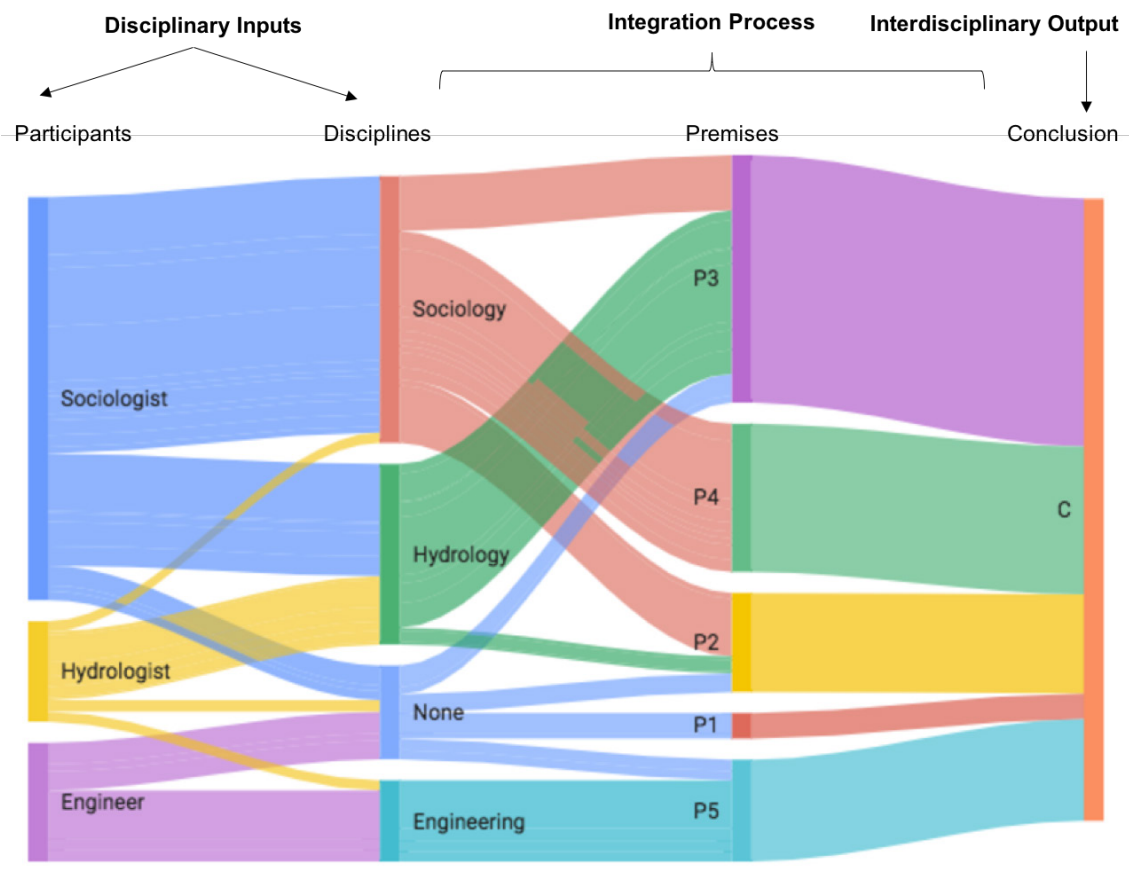 Disciplinary Inputs
Integration Process
Interdisciplinary Output
Participants
Disciplines
Premises
Conclusion
Sociologist
Hydrologist
Engineer
Sociology
Hydrology
None
Engineering
P3
P4
P2
P1
P5
C